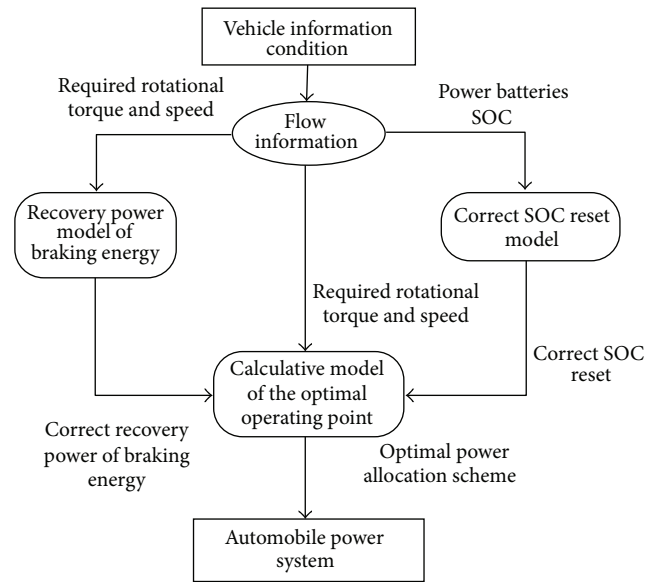 Vehicle information
condition
Required rotational
torque and speed
Power batteries
SOC
Flow
information
Recovery power
model of
braking energy
Correct SOC reset
model
Required rotational
torque and speed
Calculative model
of the optimal
operating point
Correct SOC
reset
Correct recovery
power of braking
energy
Optimal power
allocation scheme
Automobile power
system